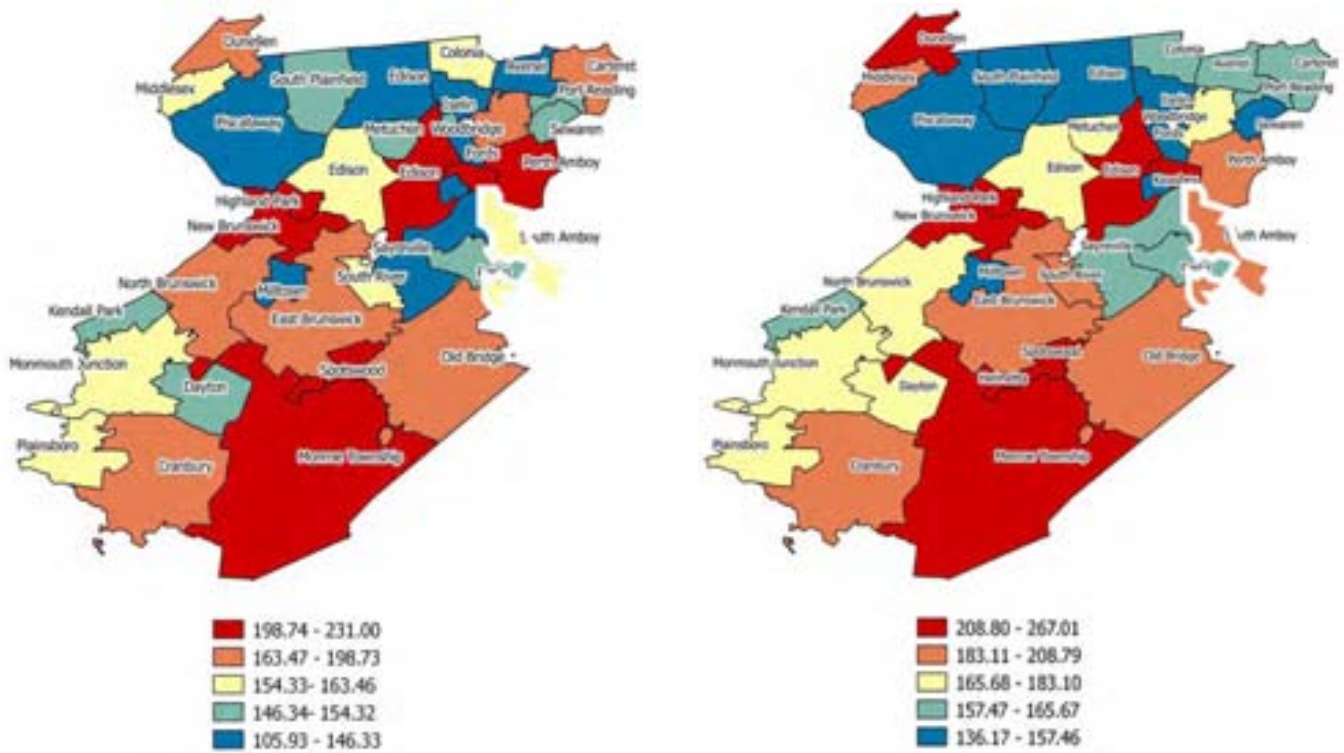 Dunellen
Colonia
Middlesex
South Plainfield
Edison
Avenel
Carteret
Port Reading
Iselin
Piscataway
Metuchen
Woodbridge
Sewaren
Fords
Edison
Edison
Perth Amboy
Highland Park
New Brunswick
Sayreville
South Amboy
North Brunswick
Milltown
South River
Kendall Park
East Brunswick
Monmouth Junction
Old Bridge
Spotswood
Dayton
Plainsboro
Cranbury
Monroe Township
198.74 - 231.00
163.47 - 198.73
154.33- 163.46
146.34- 154.32
105.93 - 146.33
Dunellen
Colonia
Avenel
Carteret
Middlesex
South Plainfield
Edison
Port Reading
Iselin
Piscataway
Woodbridge
Metuchen
Sewaren
Fords
Edison
Edison
Perth Amboy
Keasbey
Highland Park
New Brunswick
Sayreville
uth Amboy
North Brunswick
Milltown
South River
East Brunswick
Kendall Park
Monmouth Junction
Old Bridge
Spotswood
Helmetta
Dayton
Plainsboro
Cranbury
Monroe Township
208.80 - 267.01
183.11 - 208.79
165.68 - 183.10
157.47 - 165.67
136.17 - 157.46